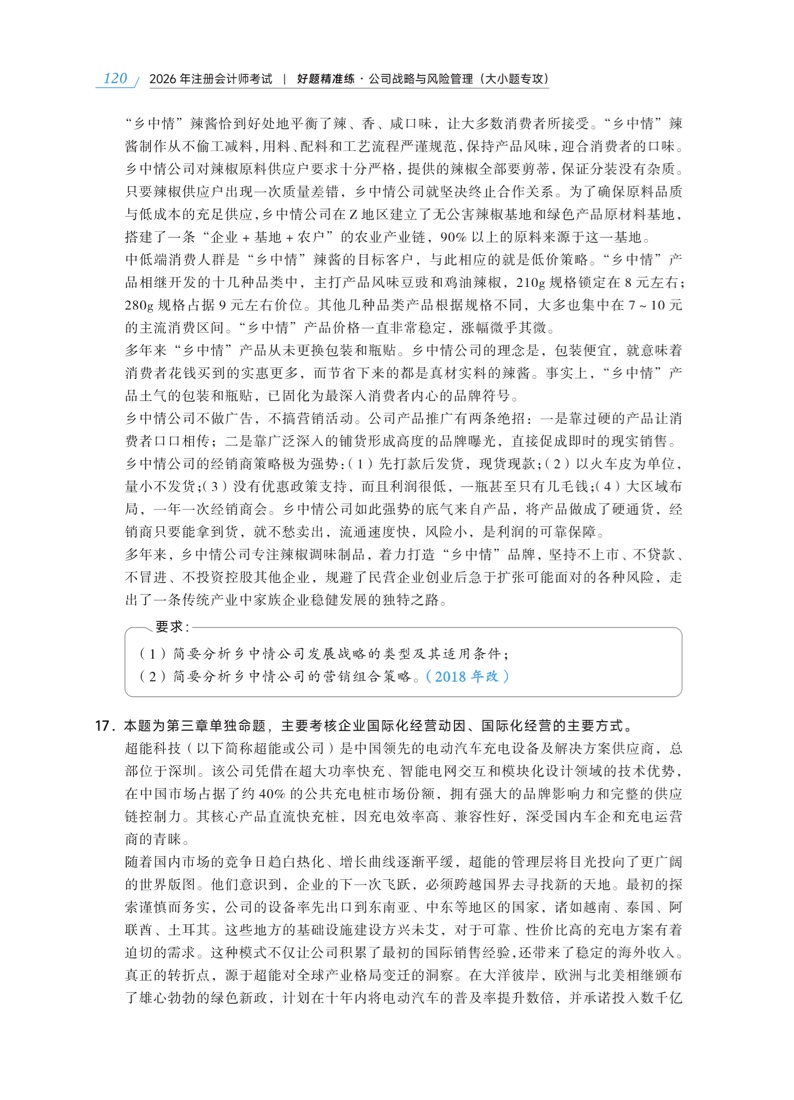 120 2026 年注册会计师考试 | 好题精准练·公司战略与风险管理（大小题专攻）
“乡中情”辣酱恰到好处地平衡了辣、香、咸口味，让大多数消费者所接受。“乡中情”辣
酱制作从不偷工减料，用料、配料和工艺流程严谨规范，保持产品风味，迎合消费者的口味。
乡中情公司对辣椒原料供应户要求十分严格，提供的辣椒全部要剪蒂，保证分装没有杂质。
只要辣椒供应户出现一次质量差错，乡中情公司就坚决终止合作关系。为了确保原料品质
与低成本的充足供应，乡中情公司在 Z 地区建立了无公害辣椒基地和绿色产品原材料基地，
搭建了一条“企业 + 基地 + 农户”的农业产业链，90% 以上的原料来源于这一基地。
中低端消费人群是“乡中情”辣酱的目标客户，与此相应的就是低价策略。“乡中情”产
品相继开发的十几种品类中，主打产品风味豆豉和鸡油辣椒，210g 规格锁定在 8 元左右；
280g 规格占据 9 元左右价位。其他几种品类产品根据规格不同，大多也集中在 7 ~ 10 元
的主流消费区间。“乡中情”产品价格一直非常稳定，涨幅微乎其微。
多年来“乡中情”产品从未更换包装和瓶贴。乡中情公司的理念是，包装便宜，就意味着
消费者花钱买到的实惠更多，而节省下来的都是真材实料的辣酱。事实上，“乡中情”产
品土气的包装和瓶贴，已固化为最深入消费者内心的品牌符号。
乡中情公司不做广告，不搞营销活动。公司产品推广有两条绝招：一是靠过硬的产品让消
费者口口相传；二是靠广泛深入的铺货形成高度的品牌曝光，直接促成即时的现实销售。
乡中情公司的经销商策略极为强势：（1）先打款后发货，现货现款；（2）以火车皮为单位，
量小不发货；（3）没有优惠政策支持，而且利润很低，一瓶甚至只有几毛钱；（4）大区域布
局，一年一次经销商会。乡中情公司如此强势的底气来自产品，将产品做成了硬通货，经
销商只要能拿到货，就不愁卖出，流通速度快，风险小，是利润的可靠保障。
多年来，乡中情公司专注辣椒调味制品，着力打造“乡中情”品牌，坚持不上市、不贷款、
不冒进、不投资控股其他企业，规避了民营企业创业后急于扩张可能面对的各种风险，走
出了一条传统产业中家族企业稳健发展的独特之路。
要求：
（1）简要分析乡中情公司发展战略的类型及其适用条件；
（2）简要分析乡中情公司的营销组合策略。（2018 年改）
17. 本题为第三章单独命题，主要考核企业国际化经营动因、国际化经营的主要方式。
超能科技（以下简称超能或公司）是中国领先的电动汽车充电设备及解决方案供应商，总
部位于深圳。该公司凭借在超大功率快充、智能电网交互和模块化设计领域的技术优势，
在中国市场占据了约 40% 的公共充电桩市场份额，拥有强大的品牌影响力和完整的供应
链控制力。其核心产品直流快充桩，因充电效率高、兼容性好，深受国内车企和充电运营
商的青睐。
随着国内市场的竞争日趋白热化、增长曲线逐渐平缓，超能的管理层将目光投向了更广阔
的世界版图。他们意识到，企业的下一次飞跃，必须跨越国界去寻找新的天地。最初的探
索谨慎而务实，公司的设备率先出口到东南亚、中东等地区的国家，诸如越南、泰国、阿
联酋、土耳其。这些地方的基础设施建设方兴未艾，对于可靠、性价比高的充电方案有着
迫切的需求。这种模式不仅让公司积累了最初的国际销售经验，还带来了稳定的海外收入。
真正的转折点，源于超能对全球产业格局变迁的洞察。在大洋彼岸，欧洲与北美相继颁布
了雄心勃勃的绿色新政，计划在十年内将电动汽车的普及率提升数倍，并承诺投入数千亿